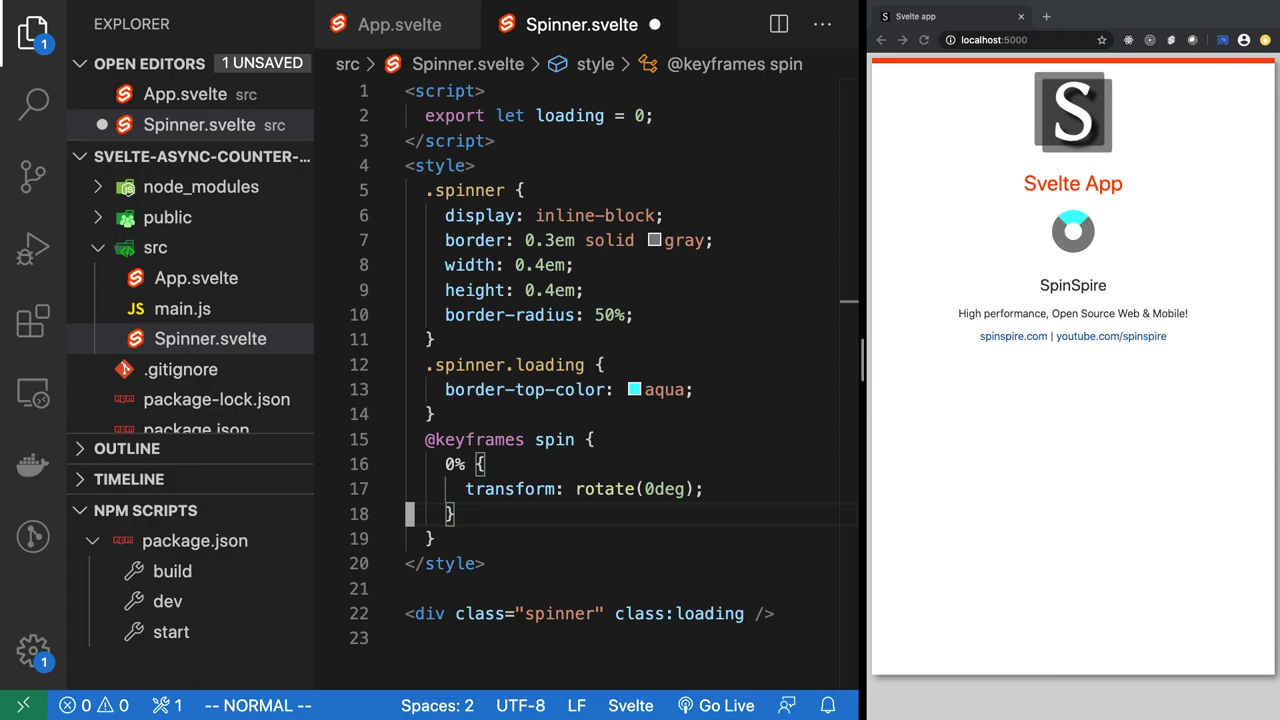 EXPLORER
OPEN EDITORS 1 UNSAVED
App.svelte src
Spinner.svelte src
SVELTE-ASYNC-COUNTER-...
node_modules
public
src
App.svelte
JS main.js
Spinner.svelte
.gitignore
package-lock.json
package.json
OUTLINE
TIMELINE
NPM SCRIPTS
package.json
build
dev
start
1
1
App.svelte
Spinner.svelte
src > Spinner.svelte > style > @keyframes spin
1 <script>
2 export let loading = 0;
3 </script>
4 <style>
5 .spinner {
6 display: inline-block;
7 border: 0.3em solid gray;
8 width: 0.4em;
9 height: 0.4em;
10 border-radius: 50%;
11 }
12 .spinner.loading {
13 border-top-color: aqua;
14 }
15 @keyframes spin {
16 0% {
17 transform: rotate(0deg);
18 }
19 }
20 </style>
21
22 <div class="spinner" class:loading />
23
0 0 1 -- NORMAL -- Spaces: 2 UTF-8 LF Svelte Go Live
S Svelte app
localhost:5000
S
Svelte App
SpinSpire
High performance, Open Source Web & Mobile!
spinspire.com | youtube.com/spinspire